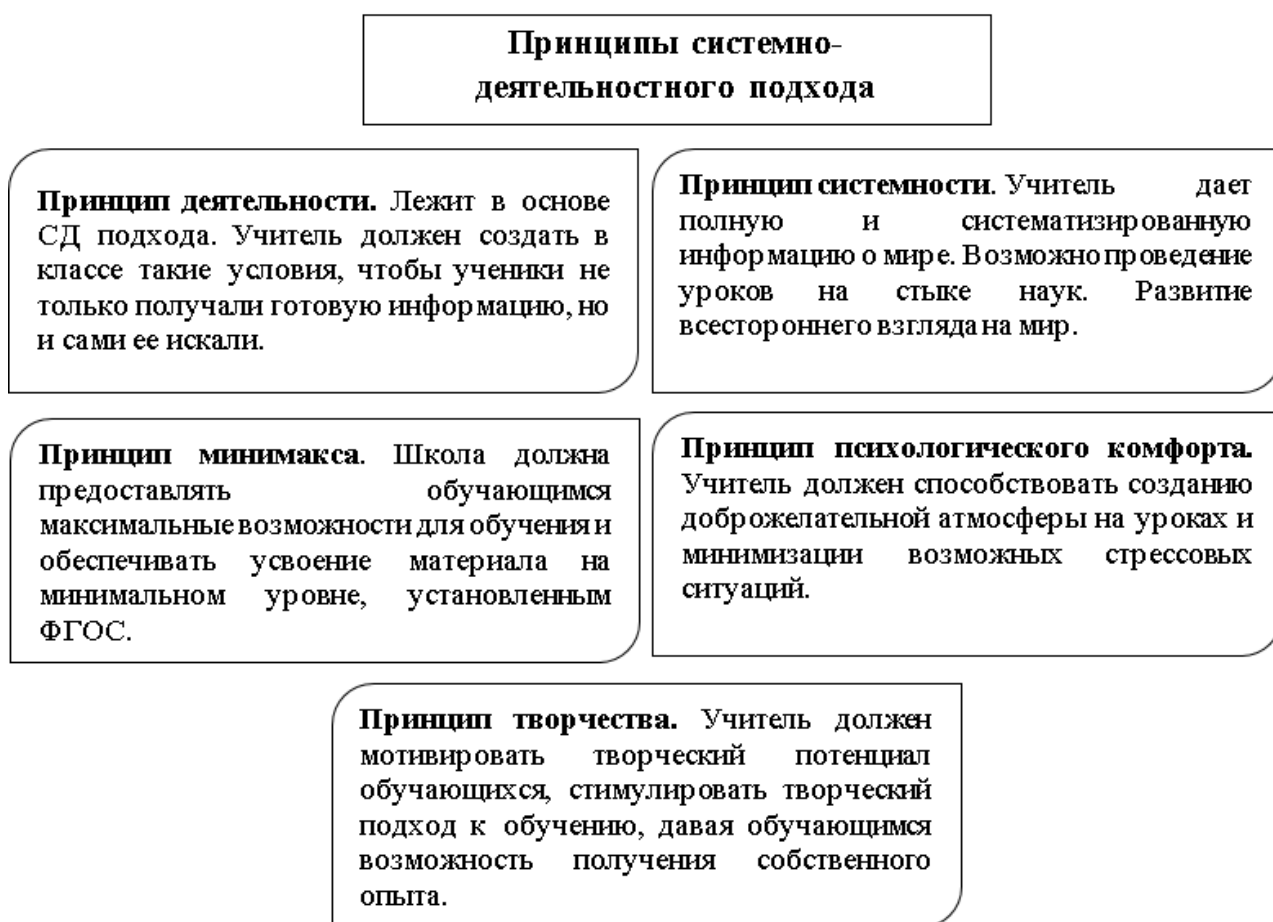 Принципы системно-
деятельностного подхода
Принцип деятельности. Лежит в основе
СД подхода. Учитель должен создать в
классе такие условия, чтобы ученики не
только получали готовую информацию, но
и сами ее искали.
Принцип системности. Учитель дает
полную и систематизированную
информацию о мире. Возможно проведение
уроков на стыке наук. Развитие
всестороннего взгляда на мир.
Принцип минимакса. Школа должна
предоставлять обучающимся
максимальные возможности для обучения и
обеспечивать усвоение материала на
минимальном уровне, установленным
ФГОС.
Принцип психологического комфорта.
Учитель должен способствовать созданию
доброжелательной атмосферы на уроках и
минимизации возможных стрессовых
ситуаций.
Принцип творчества. Учитель должен
мотивировать творческий потенциал
обучающихся, стимулировать творческий
подход к обучению, давая обучающимся
возможность получения собственного
опыта.